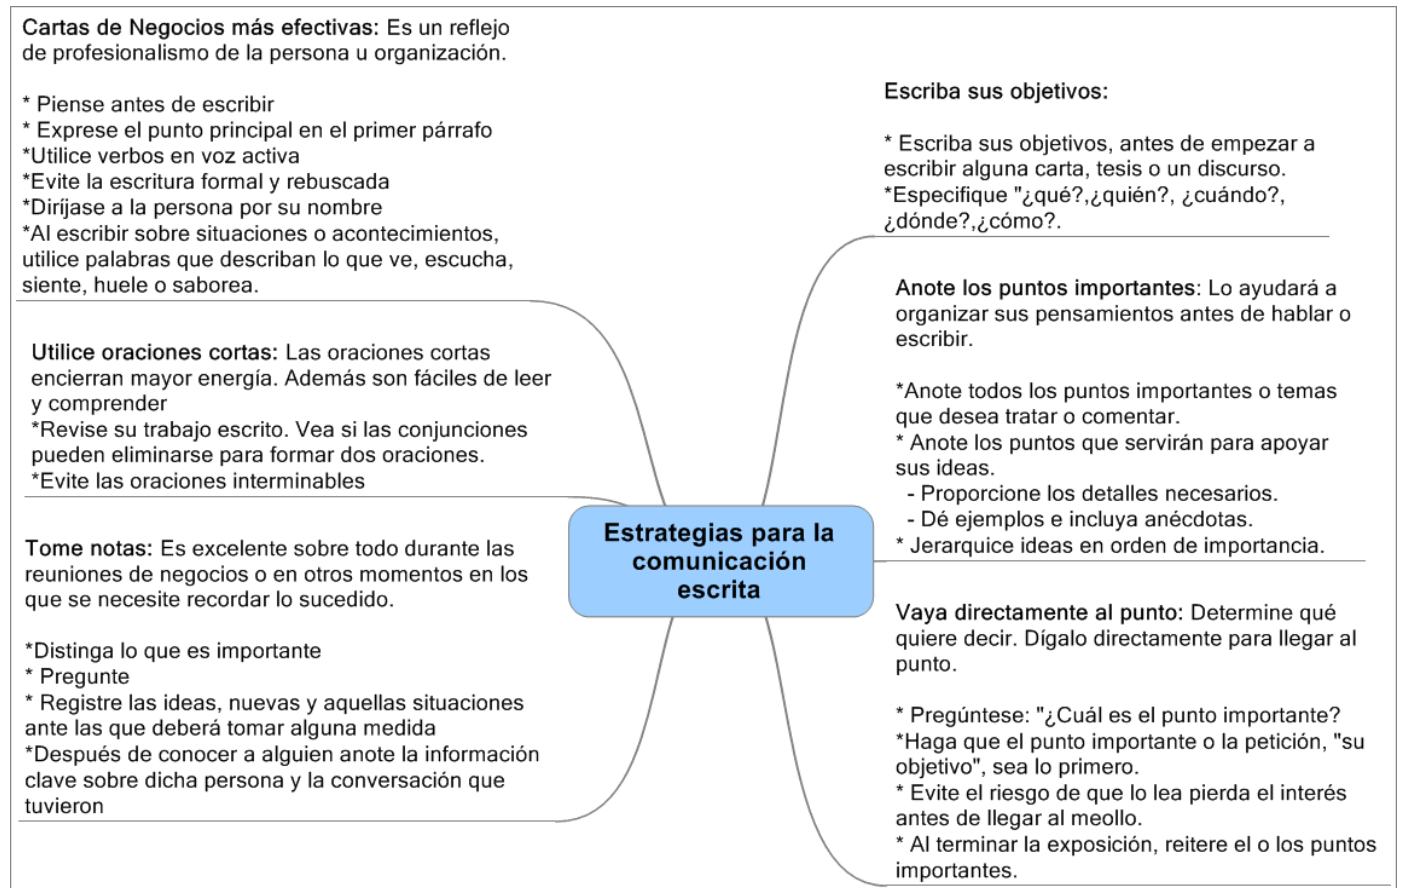 Cartas de Negocios más efectivas: Es un reflejo
de profesionalismo de la persona u organización.
* Piense antes de escribir
* Exprese el punto principal en el primer párrafo
*Utilice verbos en voz activa
*Evite la escritura formal y rebuscada
*Diríjase a la persona por su nombre
*Al escribir sobre situaciones o acontecimientos,
utilice palabras que describan lo que ve, escucha,
siente, huele o saborea.
Utilice oraciones cortas: Las oraciones cortas
encierran mayor energía. Además son fáciles de leer
y comprender
*Revise su trabajo escrito. Vea si las conjunciones
pueden eliminarse para formar dos oraciones.
*Evite las oraciones interminables
Tome notas: Es excelente sobre todo durante las
reuniones de negocios o en otros momentos en los
que se necesite recordar lo sucedido.
*Distinga lo que es importante
* Pregunte
* Registre las ideas, nuevas y aquellas situaciones
ante las que deberá tomar alguna medida
*Después de conocer a alguien anote la información
clave sobre dicha persona y la conversación que
tuvieron
Estrategias para la
comunicación
escrita
Escriba sus objetivos:
* Escriba sus objetivos, antes de empezar a
escribir alguna carta, tesis o un discurso.
*Especifique "¿qué?,¿quién?, ¿cuándo?,
¿dónde?,¿cómo?.
Anote los puntos importantes: Lo ayudará a
organizar sus pensamientos antes de hablar o
escribir.
*Anote todos los puntos importantes o temas
que desea tratar o comentar.
* Anote los puntos que servirán para apoyar
sus ideas.
- Proporcione los detalles necesarios.
- Dé ejemplos e incluya anécdotas.
* Jerarquice ideas en orden de importancia.
Vaya directamente al punto: Determine qué
quiere decir. Dígalo directamente para llegar al
punto.
* Pregúntese: "¿Cuál es el punto importante?
*Haga que el punto importante o la petición, "su
objetivo", sea lo primero.
* Evite el riesgo de que lo lea pierda el interés
antes de llegar al meollo.
* Al terminar la exposición, reitere el o los puntos
importantes.